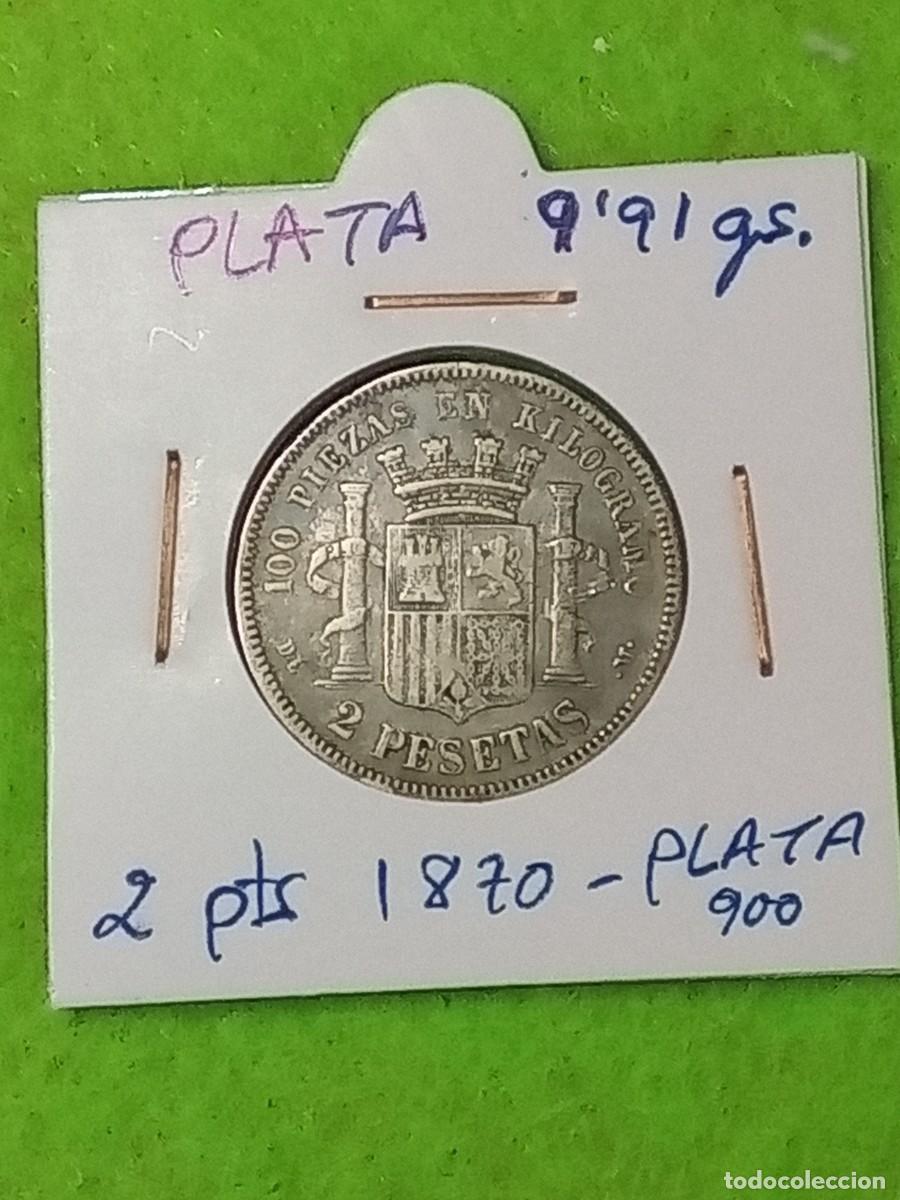 PLATA 9'91 gs.
100 PIEZAS EN KILOGRAM.
2 PESETAS
2 pts 1870 - PLATA
900
todocoleccion